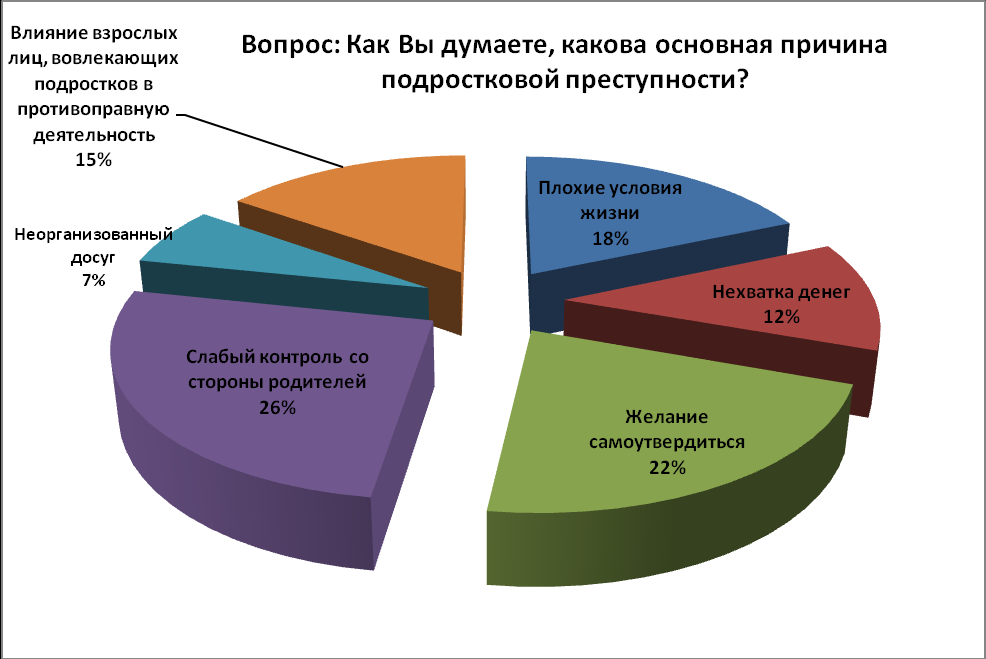 Вопрос: Как Вы думаете, какова основная причина
подростковой преступности?
Влияние взрослых
лиц, вовлекающих
подростков в
противоправную
деятельность
15%
Плохие условия
жизни
18%
Неорганизованный
досуг
7%
Нехватка денег
12%
Слабый контроль со
стороны родителей
26%
Желание
самоутвердиться
22%